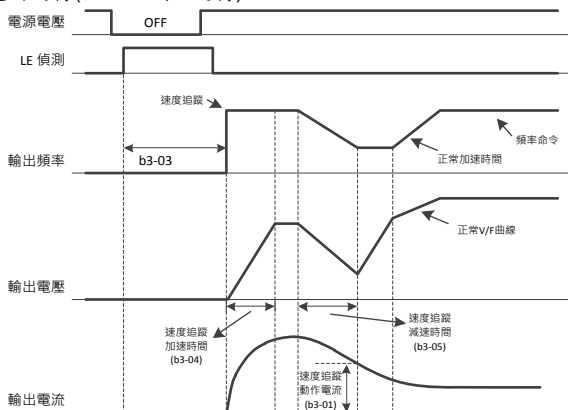 電源電壓
OFF
LE 偵測
速度追蹤
輸出頻率
b3-03
正常加速時間
頻率命令
正常V/F曲線
輸出電壓
速度追蹤
加速時間
(b3-04)
速度追蹤
減速時間
(b3-05)
速度追蹤
動作電流
(b3-01)
輸出電流